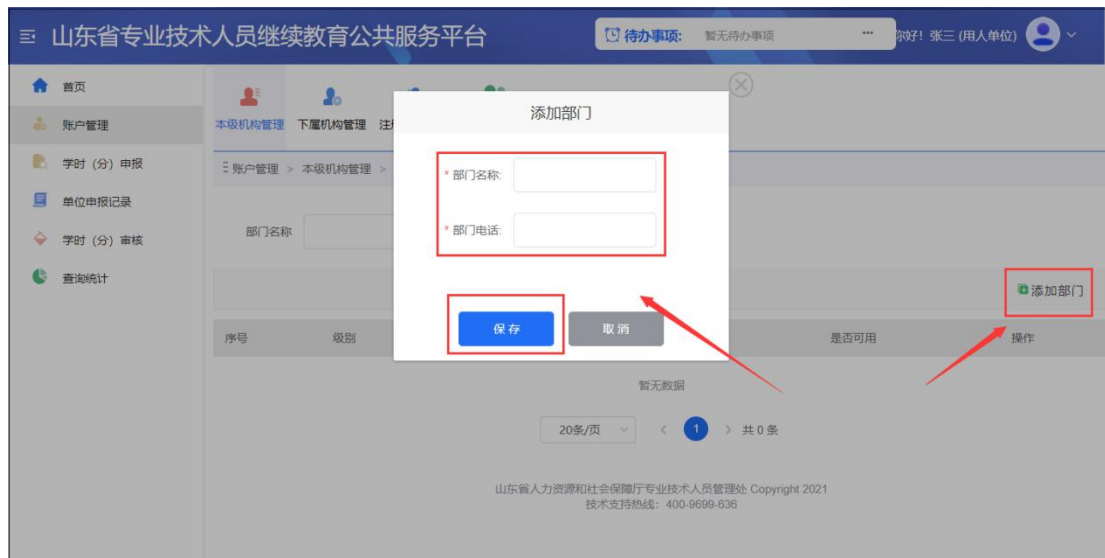 山东省专业技术人员继续教育公共服务平台 待办事项: 暂无待办事项 ··· 你好！张三 (用人单位)
首页
账户管理
学时（分）申报
单位申报记录
学时（分）审核
查询统计
本级机构管理 下属机构管理
账户管理 > 本级机构管理 >
部门名称
添加部门
* 部门名称:
* 部门电话:
保存 取消
添加部门
序号 级别 是否可用 操作
暂无数据
20条/页 < 1 > 共 0 条
山东省人力资源和社会保障厅专业技术人员管理处 Copyright 2021
技术支持热线：400-9699-636